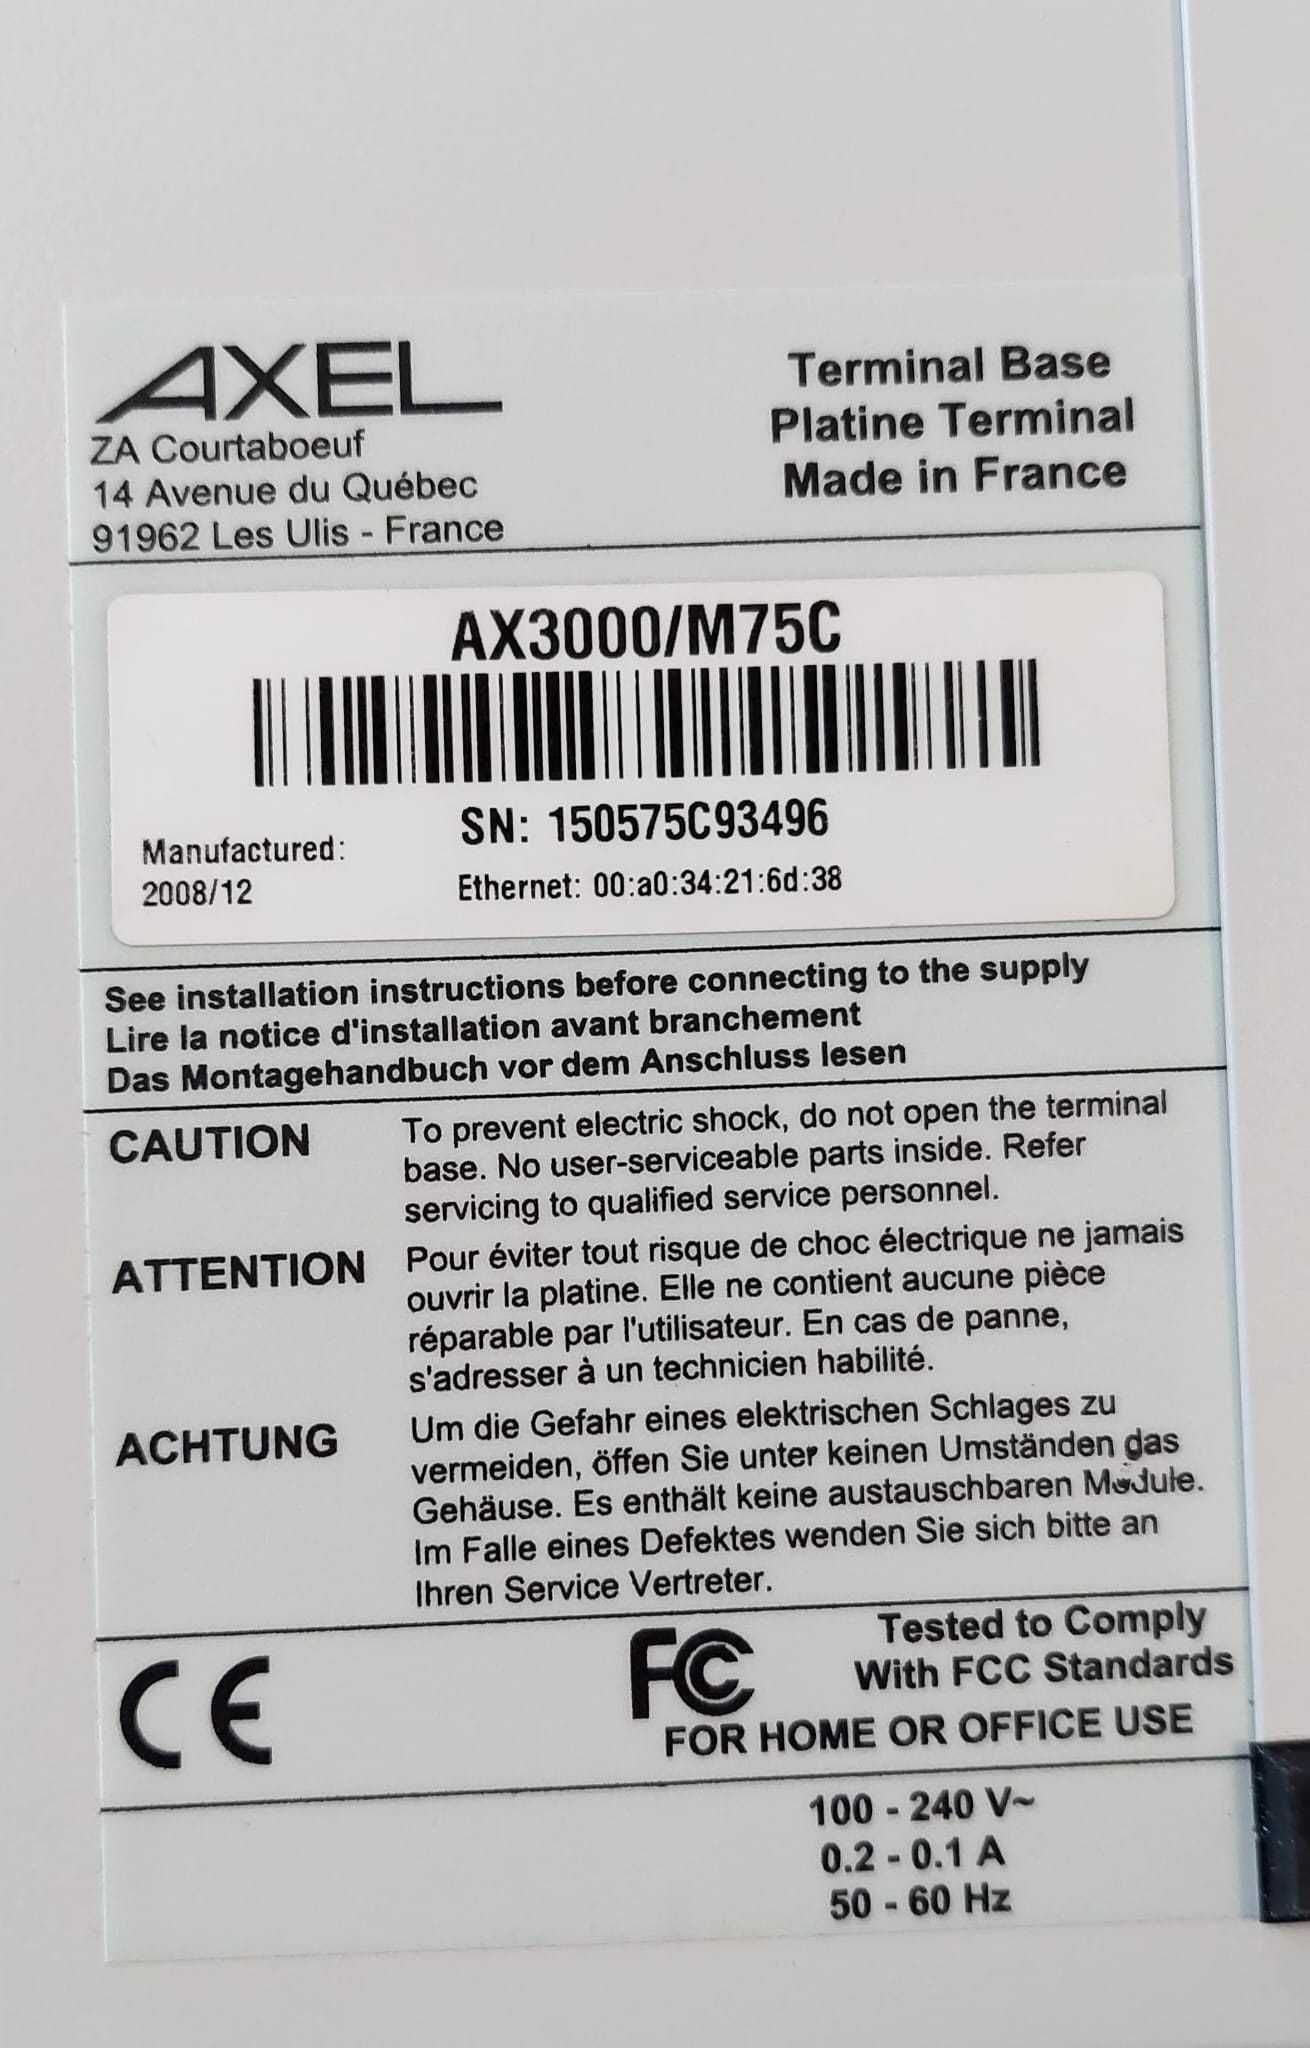 AXEL
ZA Courtaboeuf
14 Avenue du Québec
91962 Les Ulis - France
Terminal Base
Platine Terminal
Made in France
AX3000/M75C
SN: 150575C93496
Manufactured:
2008/12
Ethernet: 00:a0:34:21:6d:38
See installation instructions before connecting to the supply
Lire la notice d'installation avant branchement
Das Montagehandbuch vor dem Anschluss lesen
CAUTION
To prevent electric shock, do not open the terminal
base. No user-serviceable parts inside. Refer
servicing to qualified service personnel.
ATTENTION
Pour éviter tout risque de choc électrique ne jamais
ouvrir la platine. Elle ne contient aucune pièce
réparable par l'utilisateur. En cas de panne,
s'adresser à un technicien habilité.
ACHTUNG
Um die Gefahr eines elektrischen Schlages zu
vermeiden, öffen Sie unter keinen Umständen das
Gehäuse. Es enthält keine austauschbaren Module.
Im Falle eines Defektes wenden Sie sich bitte an
Ihren Service Vertreter.
CE
FC
Tested to Comply
With FCC Standards
FOR HOME OR OFFICE USE
100 - 240 V~
0.2 - 0.1 A
50 - 60 Hz